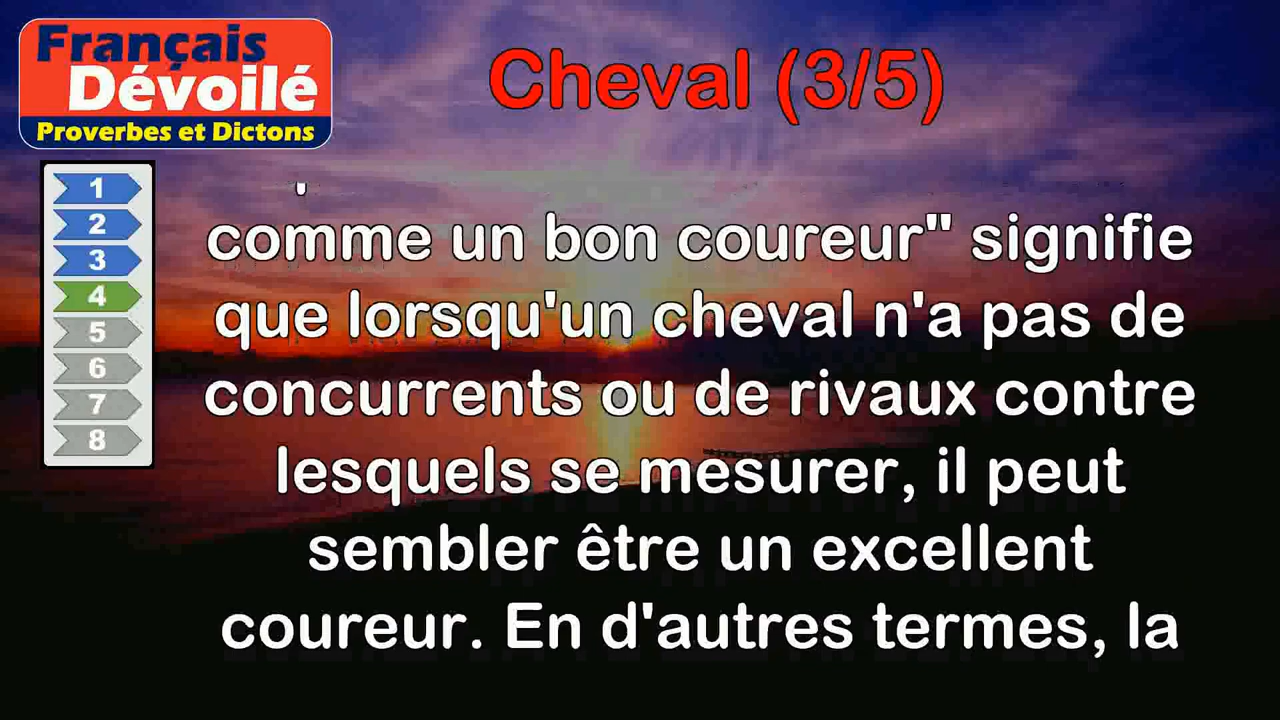 Français
Dévoilé
Proverbes et Dictons
Cheval (3/5)
1
2
3
4
5
6
7
8
comme un bon coureur" signifie
que lorsqu'un cheval n'a pas de
concurrents ou de rivaux contre
lesquels se mesurer, il peut
sembler être un excellent
coureur. En d'autres termes, la